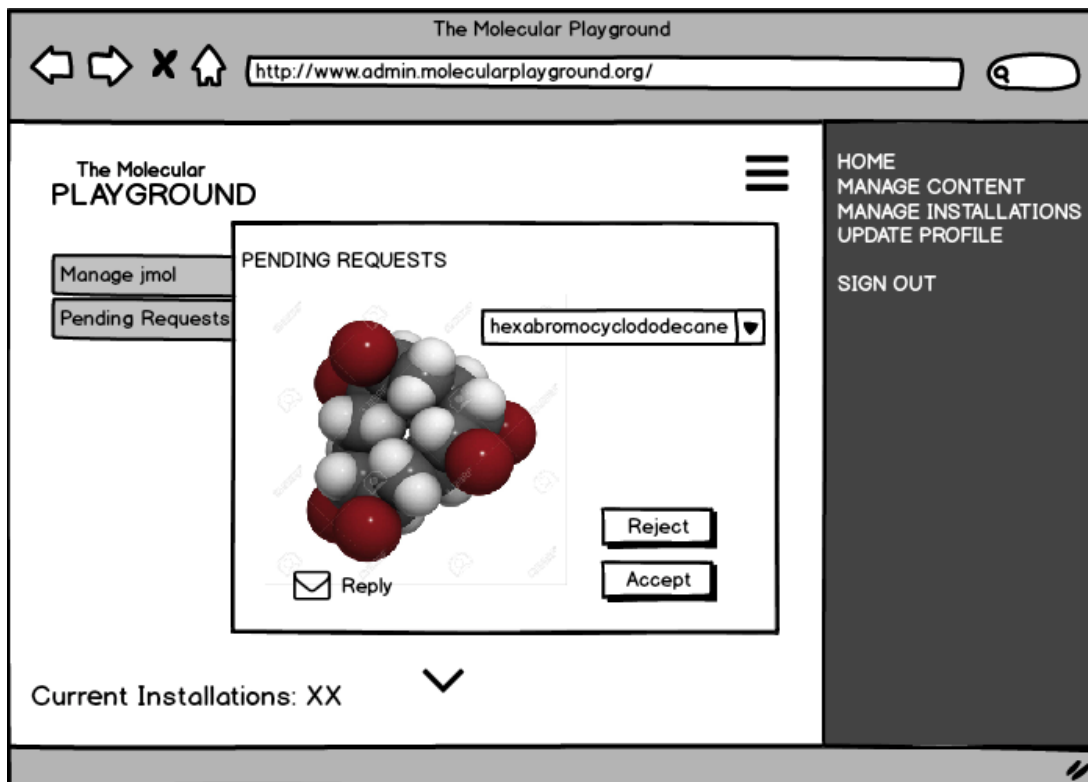 The Molecular Playground
http://www.admin.molecularplayground.org/
The Molecular
PLAYGROUND
Manage jmol
Pending Requests
PENDING REQUESTS
hexabromocyclododecane
Reject
Accept
Reply
Current Installations: XX
HOME
MANAGE CONTENT
MANAGE INSTALLATIONS
UPDATE PROFILE
SIGN OUT